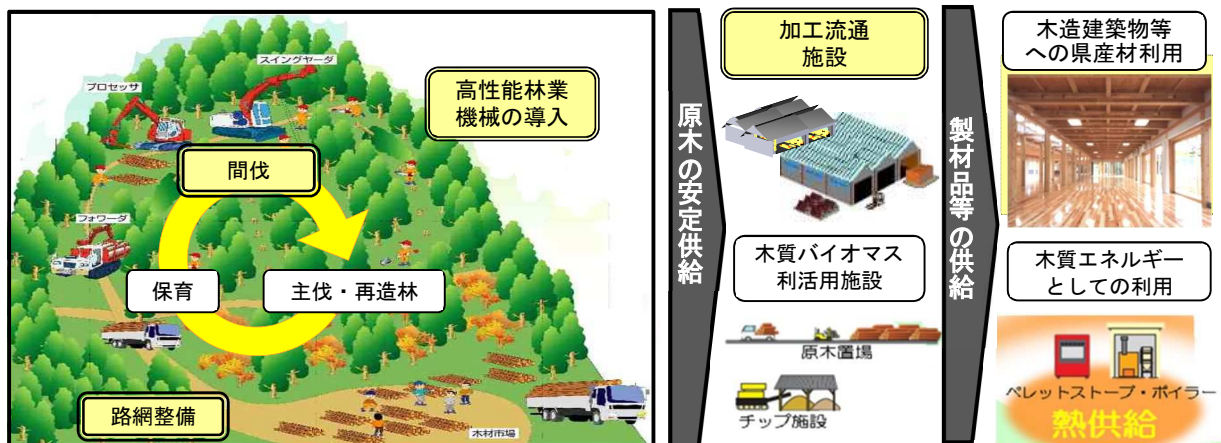 スイングヤーダ
プロセッサ
高性能林業
機械の導入
間伐
フォワーダ
保育
主伐・再造林
路網整備
木材市場
原木の安定供給
加工流通
施設
木質バイオマス
利活用施設
原木置場
チップ施設
製材品等の供給
木造建築物等
への県産材利用
木質エネルギー
としての利用
ペレットストーブ・ボイラー
熱供給